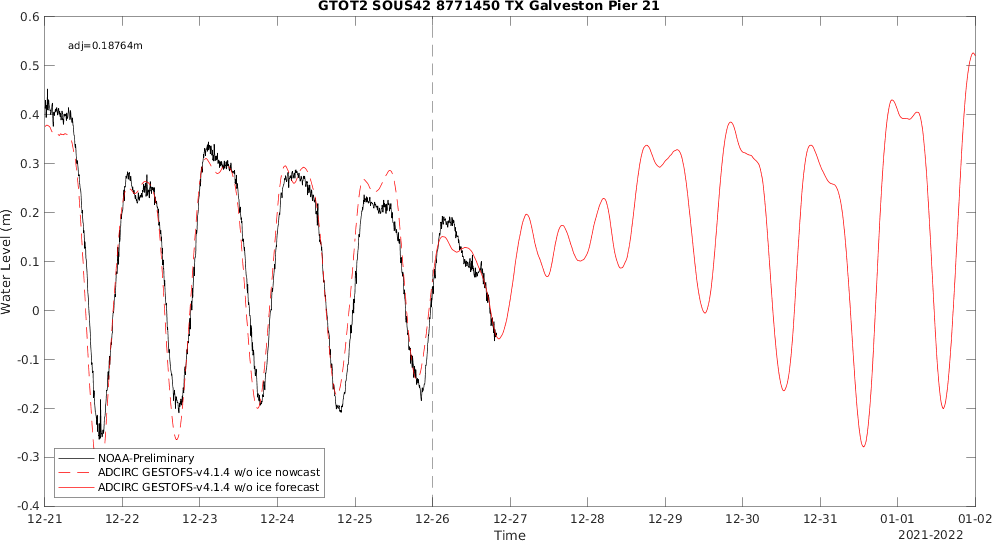 GTOT2 SOUS42 8771450 TX Galveston Pier 21
adj=0.18764m
0.6
0.5
0.4
0.3
0.2
0.1
0
-0.1
-0.2
-0.3
-0.4
Water Level (m)
NOAA-Preliminary
ADCIRC GESTOFS-v4.1.4 w/o ice nowcast
ADCIRC GESTOFS-v4.1.4 w/o ice forecast
12-21 12-22 12-23 12-24 12-25 12-26 12-27 12-28 12-29 12-30 12-31 01-01 01-02
Time
2021-2022